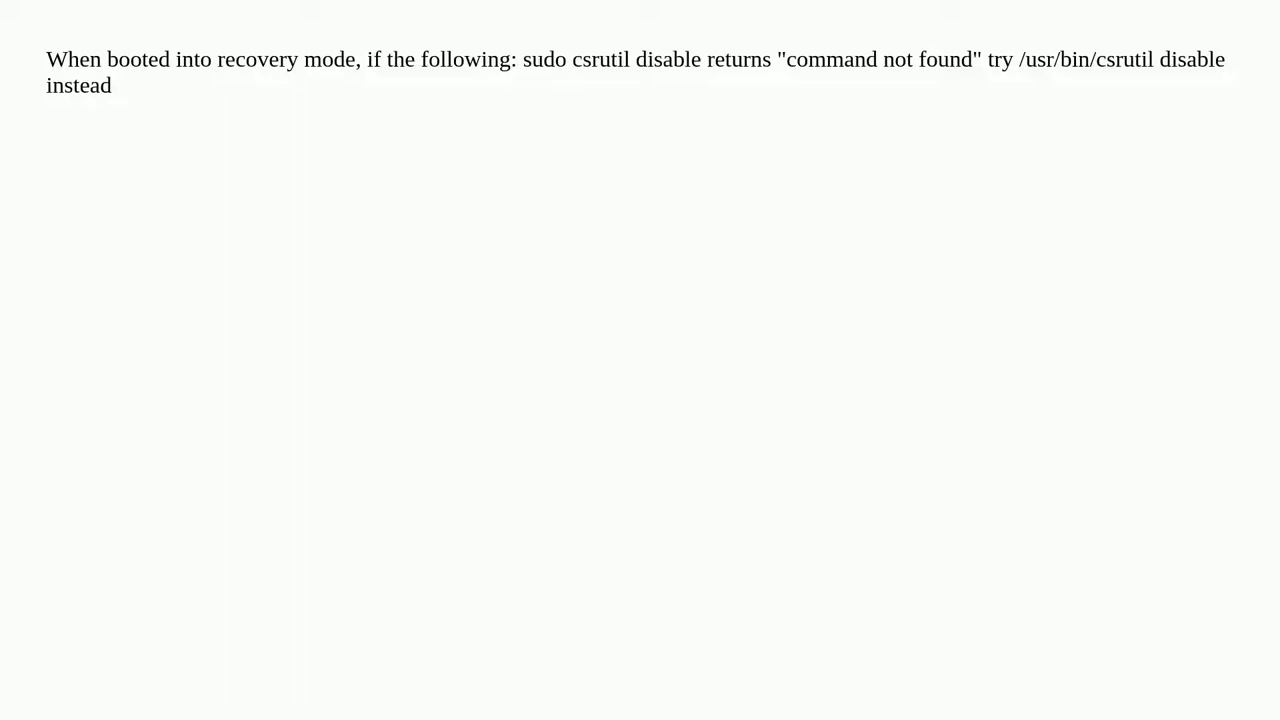 When booted into recovery mode, if the following: sudo csrutil disable returns "command not found" try /usr/bin/csrutil disable
instead